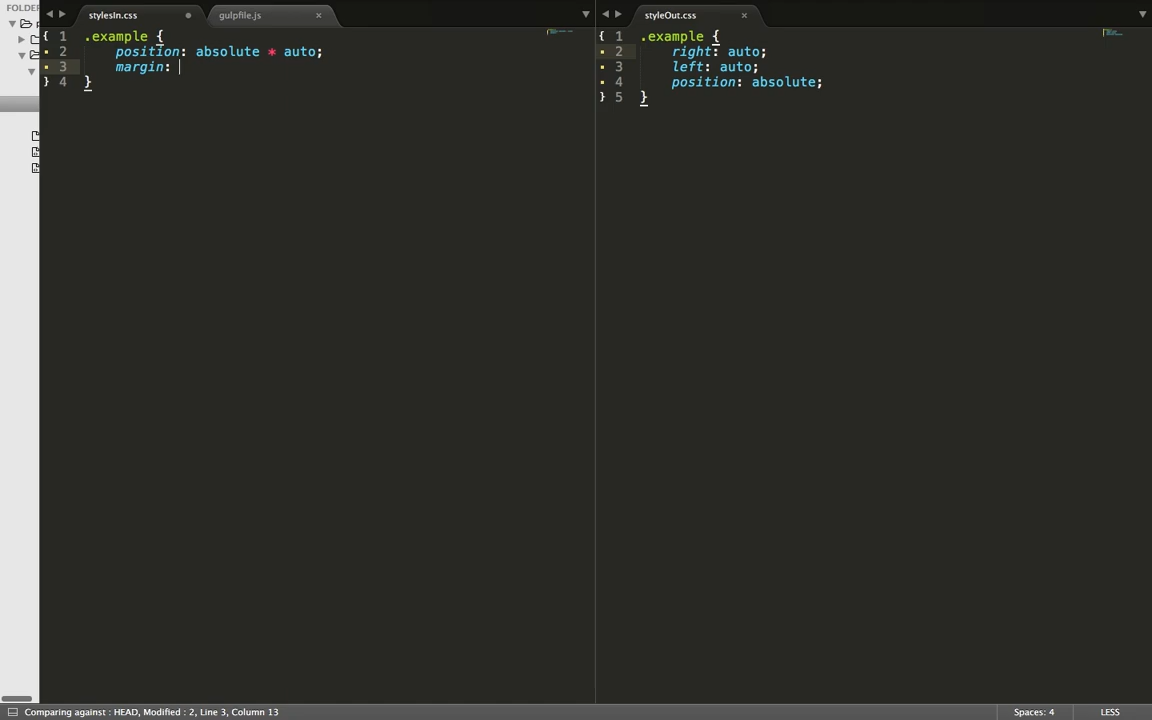 FOLDER
stylesIn.css
gulpfile.js
styleOut.css
1 .example {
2 position: absolute * auto;
3 margin:
4 }
1 .example {
2 right: auto;
3 left: auto;
4 position: absolute;
5 }
Comparing against : HEAD, Modified : 2, Line 3, Column 13
Spaces: 4
LESS